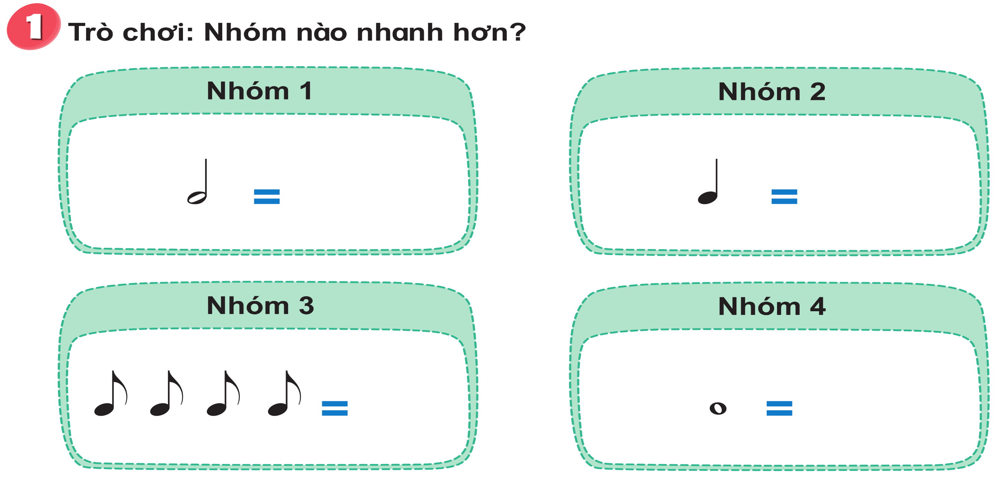 1 Trò chơi: Nhóm nào nhanh hơn?
Nhóm 1
Nhóm 2
=
=
Nhóm 3
Nhóm 4
=
=